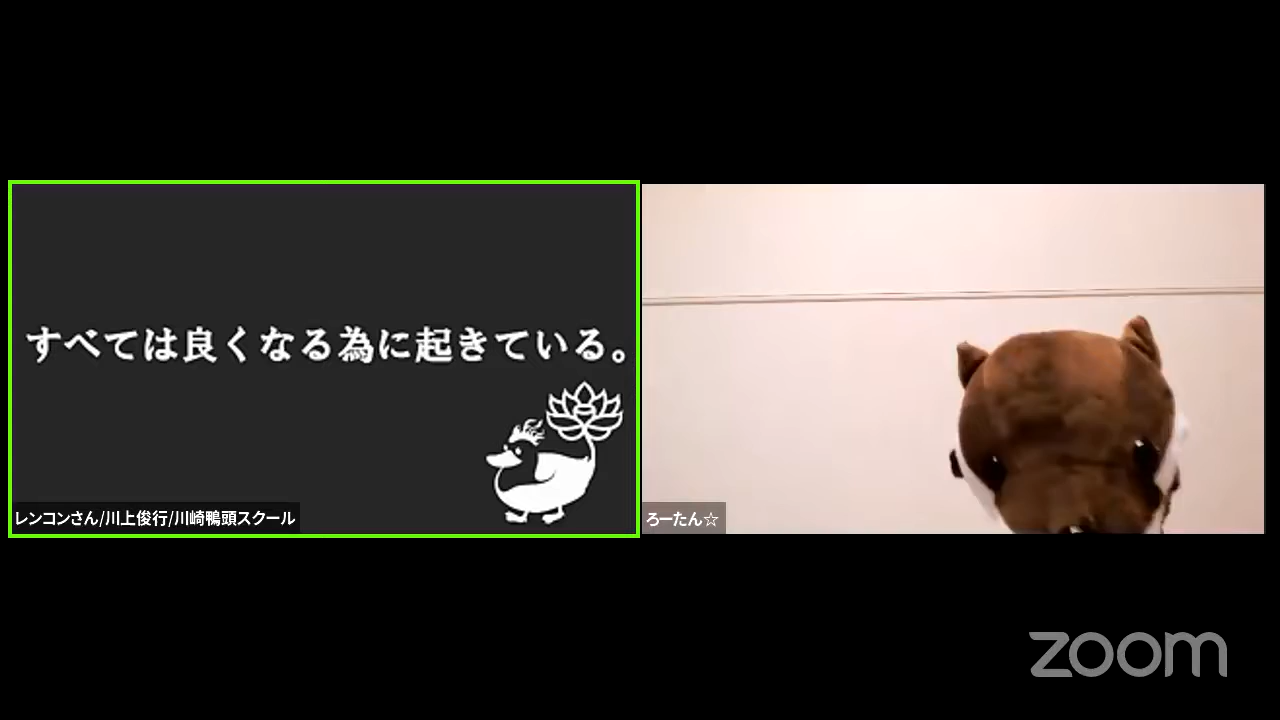 すべては良くなる為に起きている。
レンコンさん/川上俊行/川崎鴨頭スクール
ろーたん☆
zoom